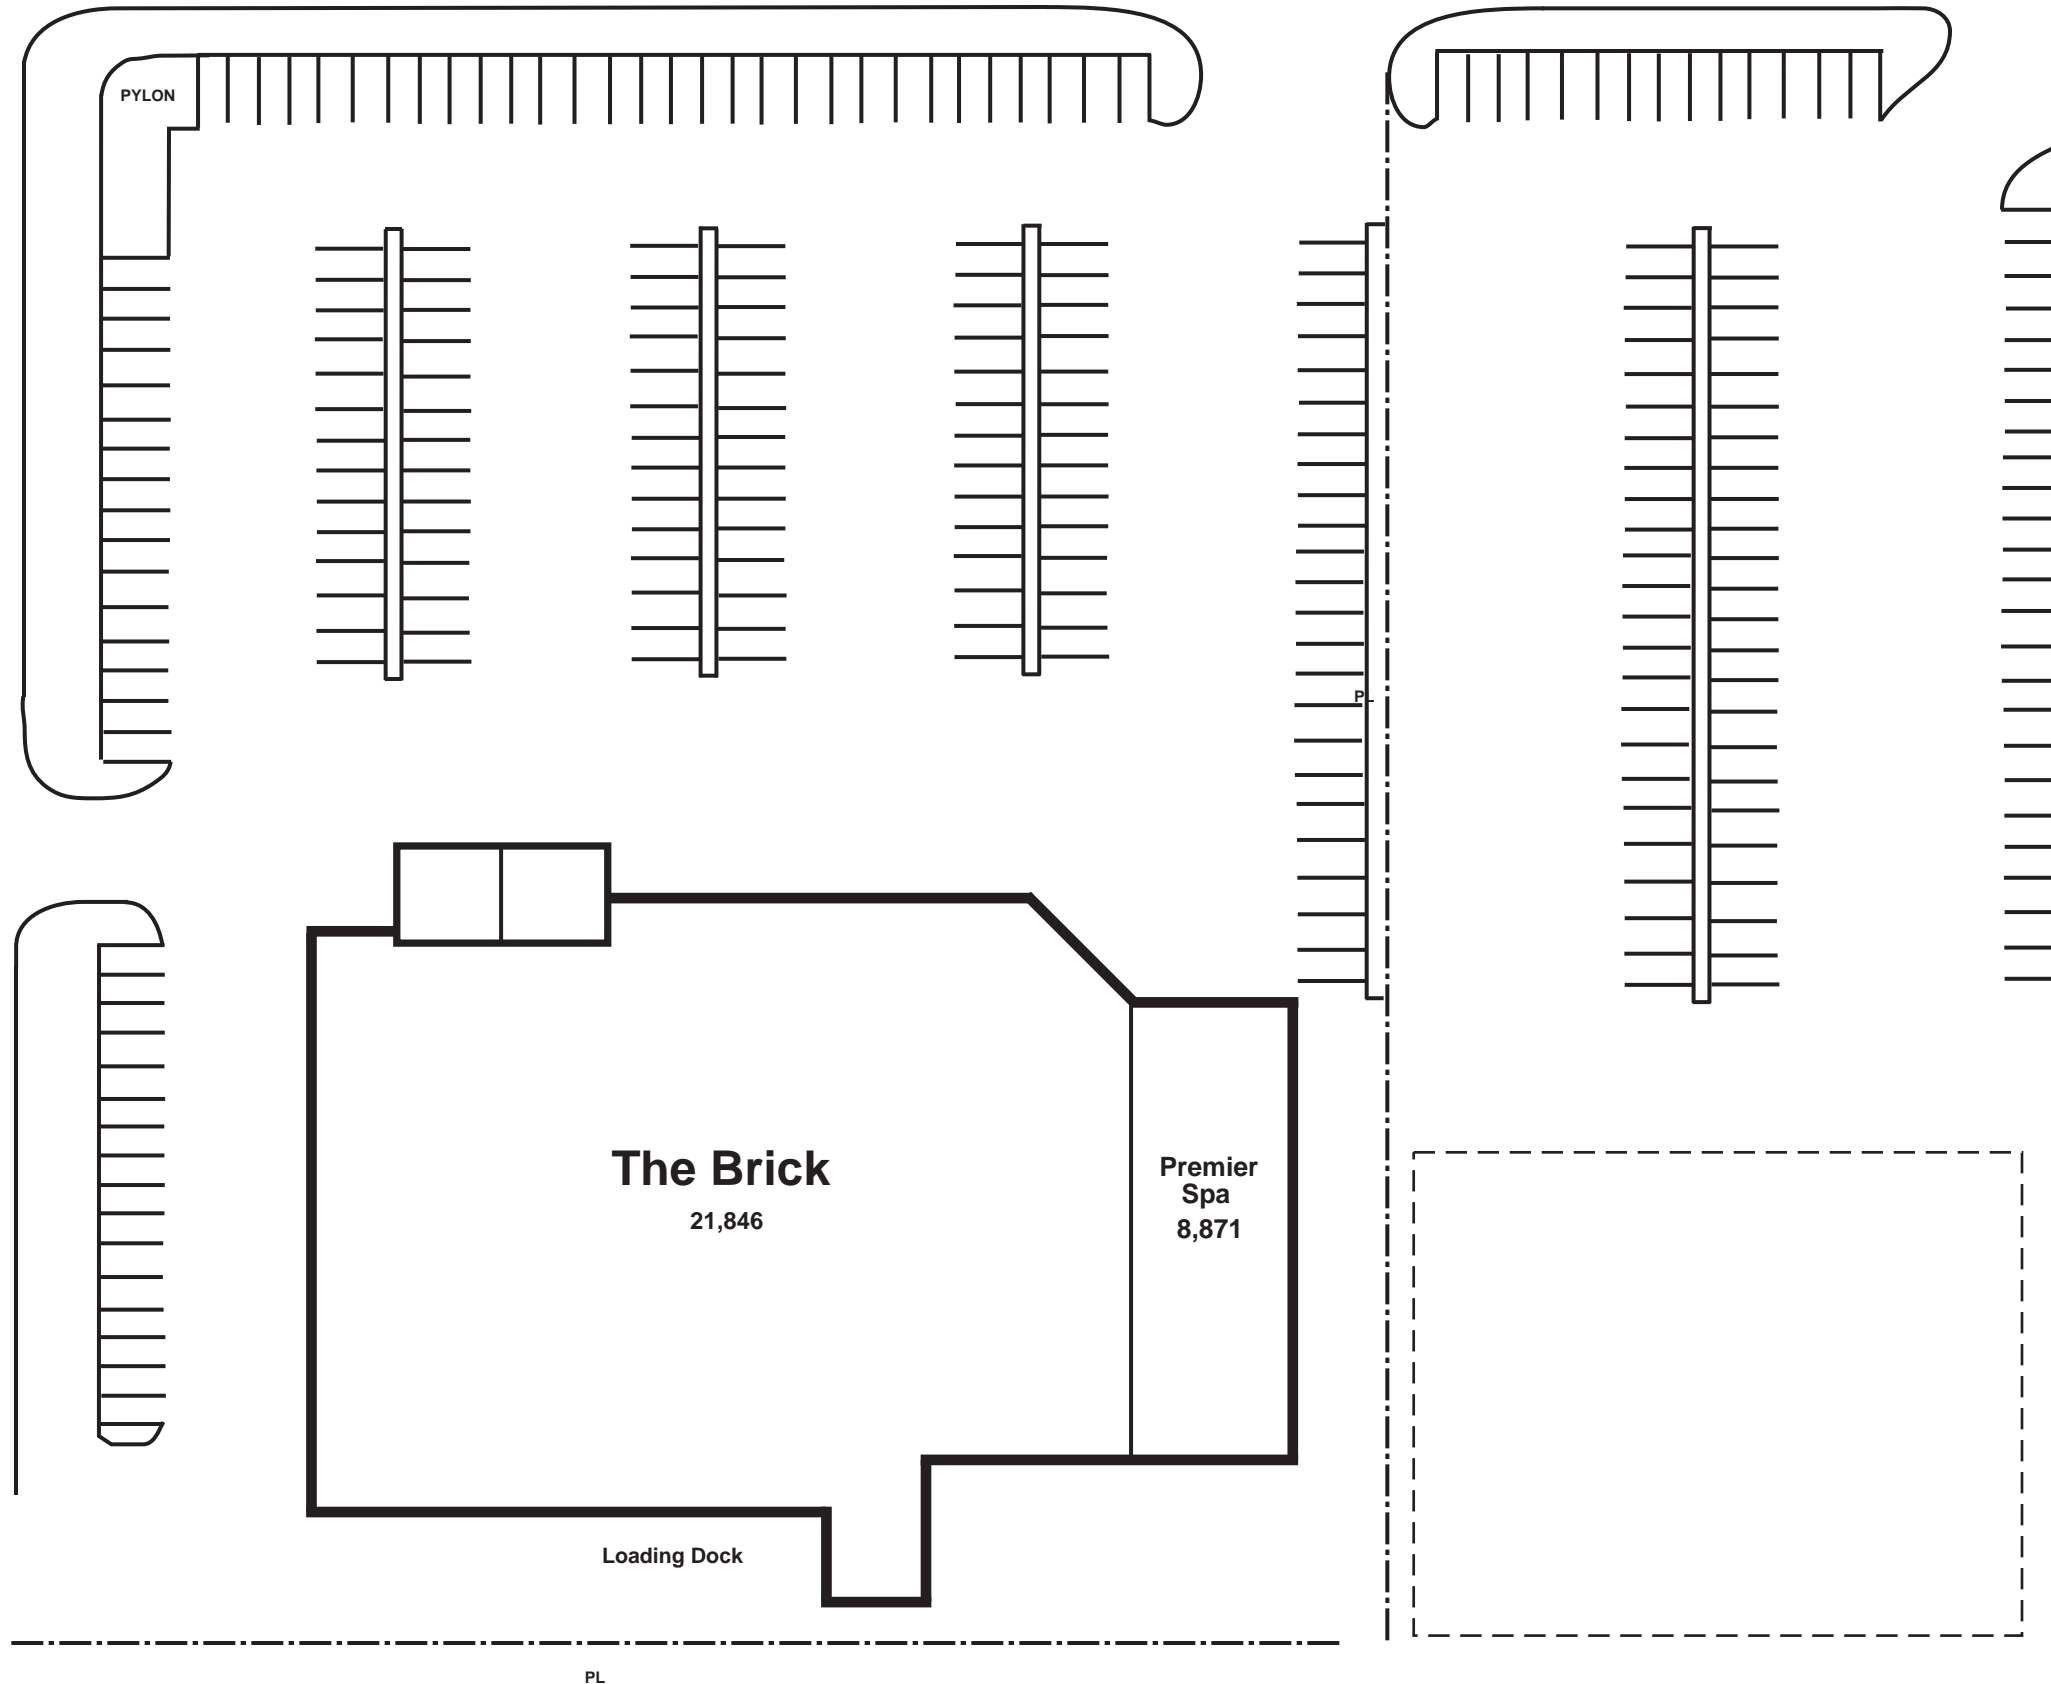 PYLON
PL
The Brick
21,846
Premier
Spa
8,871
Loading Dock
PL